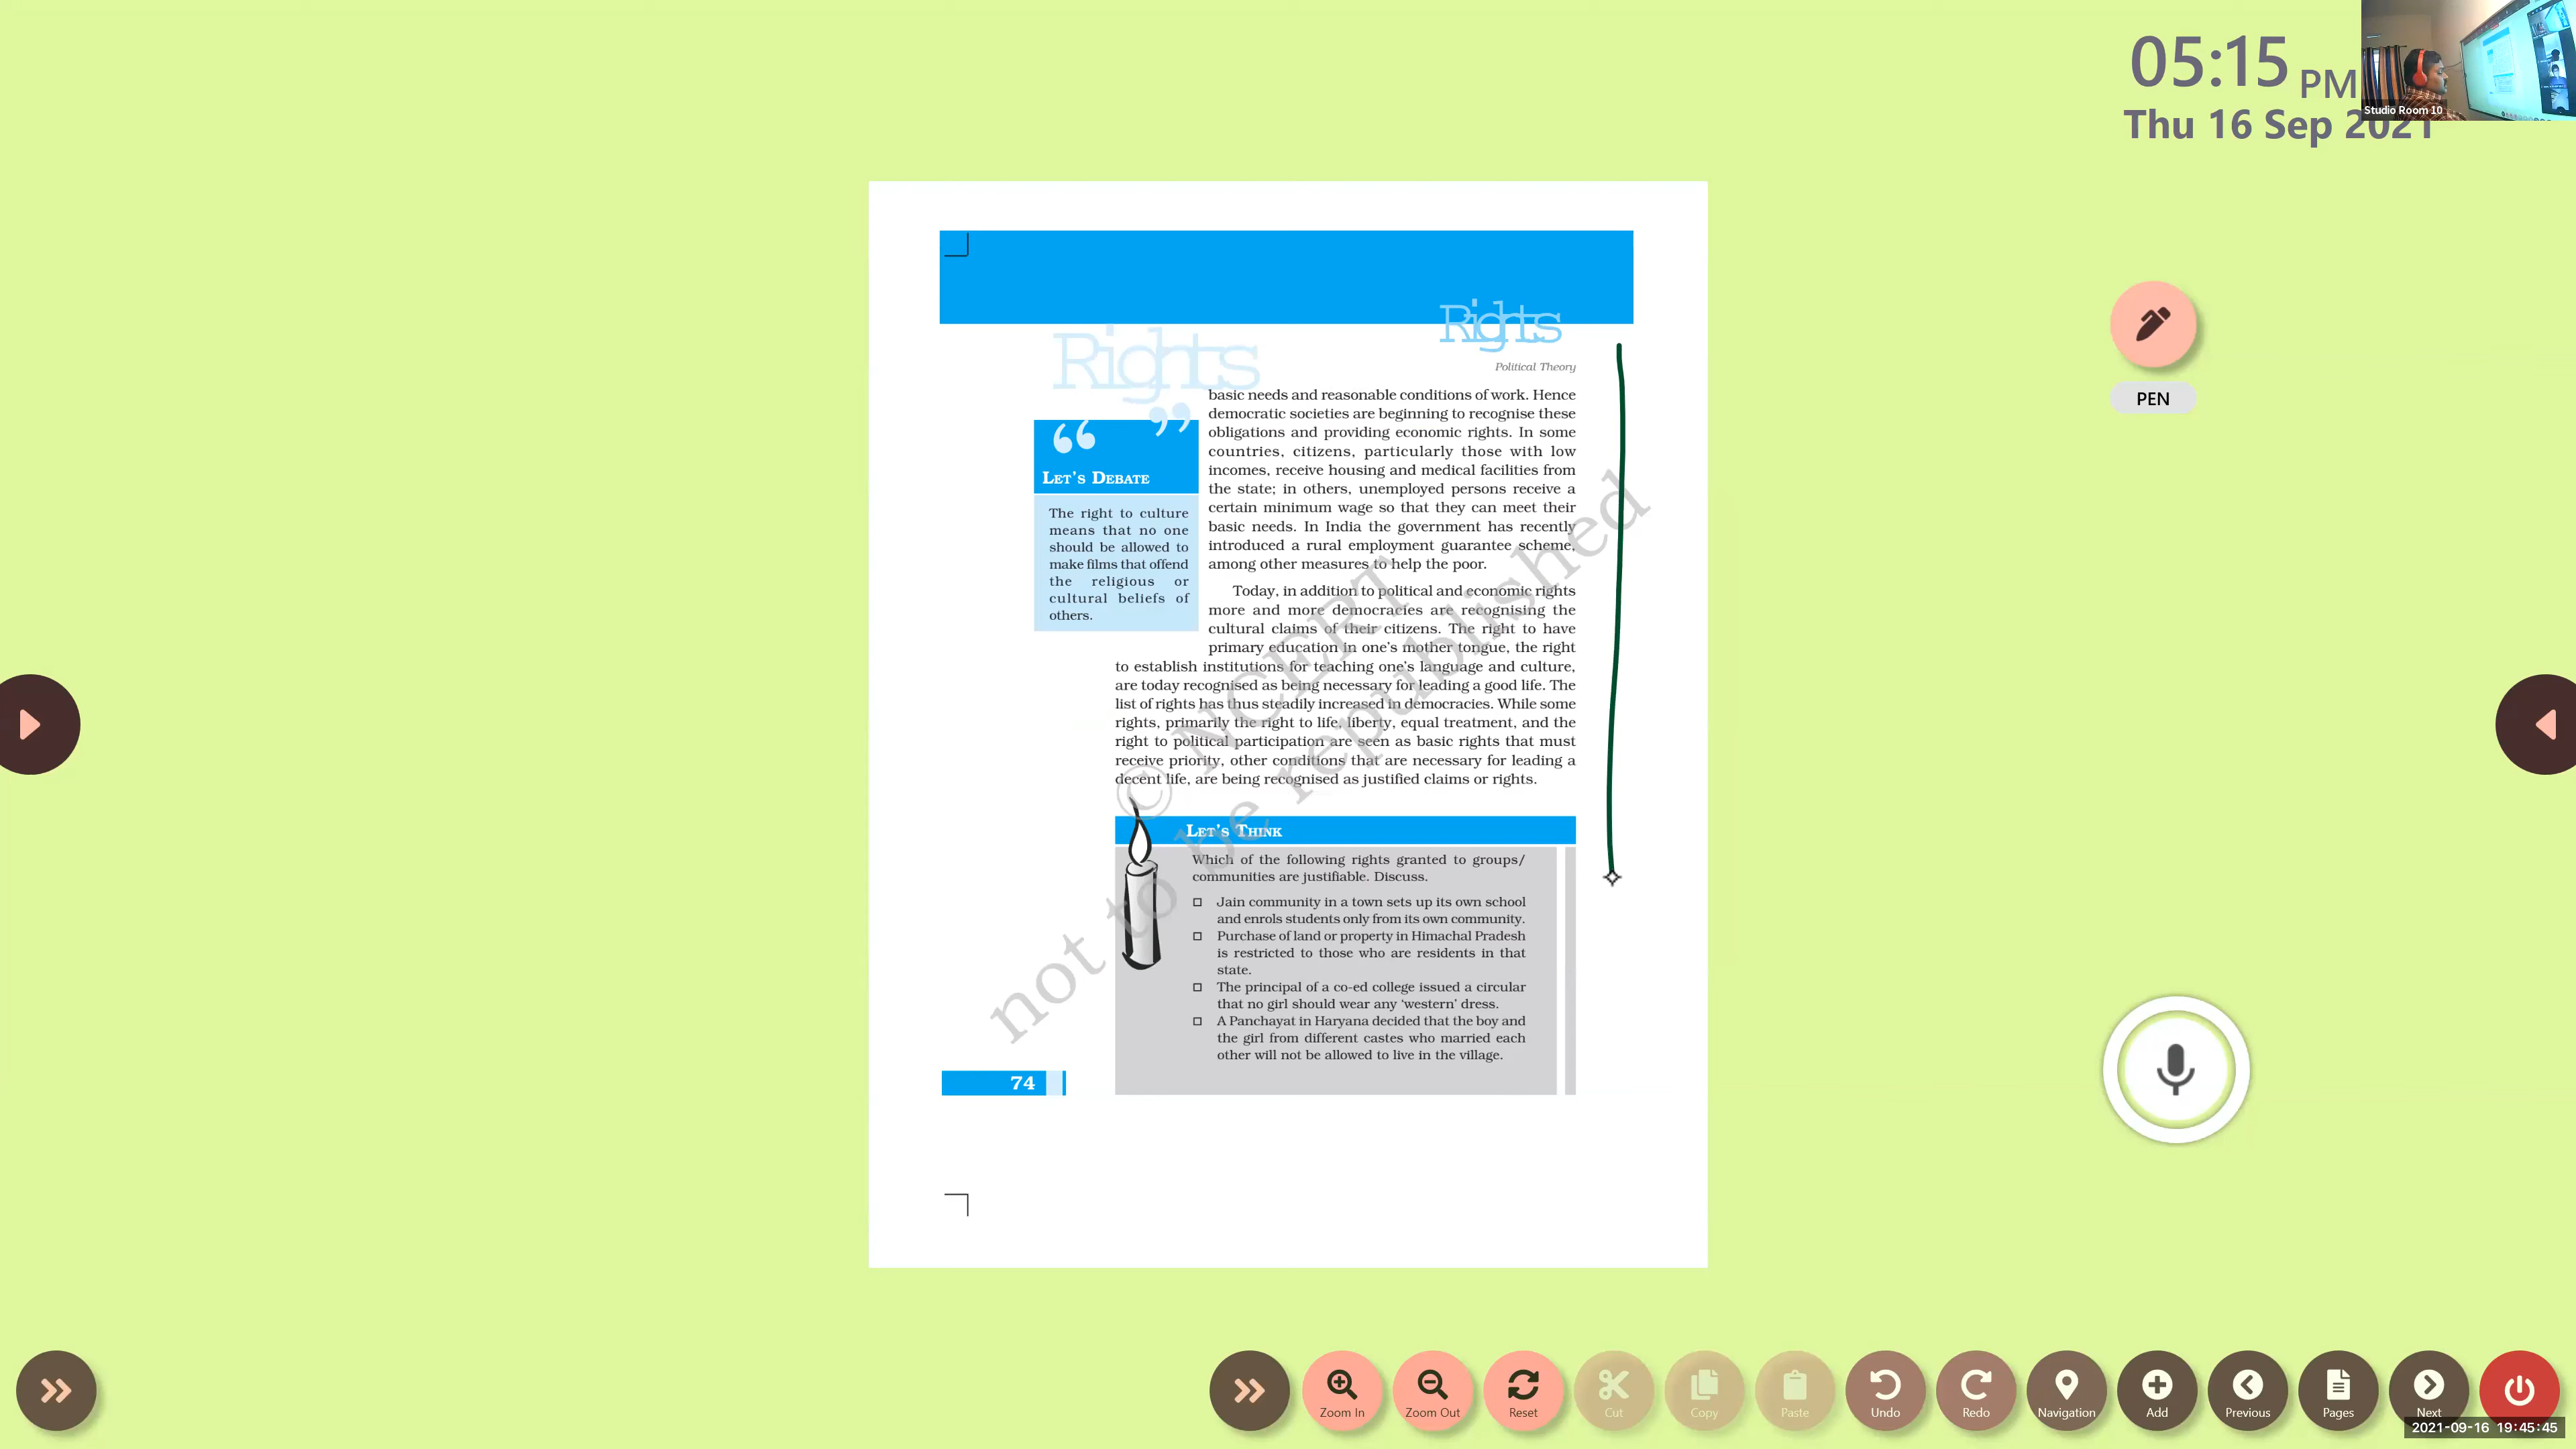 05:15 PM
Thu 16 Sep 2021
Studio Room 10
PEN
Rights
Rights
Political Theory
basic needs and reasonable conditions of work. Hence
democratic societies are beginning to recognise these
obligations and providing economic rights. In some
countries, citizens, particularly those with low
incomes, receive housing and medical facilities from
the state; in others, unemployed persons receive a
certain minimum wage so that they can meet their
basic needs. In India the government has recently
introduced a rural employment guarantee scheme,
among other measures to help the poor.
“ ”
LET'S DEBATE
The right to culture
means that no one
should be allowed to
make films that offend
the religious or
cultural beliefs of
others.
Today, in addition to political and economic rights
more and more democracies are recognising the
cultural claims of their citizens. The right to have
primary education in one's mother tongue, the right
to establish institutions for teaching one's language and culture,
are today recognised as being necessary for leading a good life. The
list of rights has thus steadily increased in democracies. While some
rights, primarily the right to life, liberty, equal treatment, and the
right to political participation are seen as basic rights that must
receive priority, other conditions that are necessary for leading a
decent life, are being recognised as justified claims or rights.
LET'S THINK
Which of the following rights granted to groups/
communities are justifiable. Discuss.
Jain community in a town sets up its own school
and enrols students only from its own community.
Purchase of land or property in Himachal Pradesh
is restricted to those who are residents in that
state.
The principal of a co-ed college issued a circular
that no girl should wear any 'western' dress.
A Panchayat in Haryana decided that the boy and
the girl from different castes who married each
other will not be allowed to live in the village.
74
© NCERT
not to be republished
Zoom In
Zoom Out
Reset
Cut
Copy
Paste
Undo
Redo
Navigation
Add
Previous
Pages
Next
2021-09-16 19:45:45